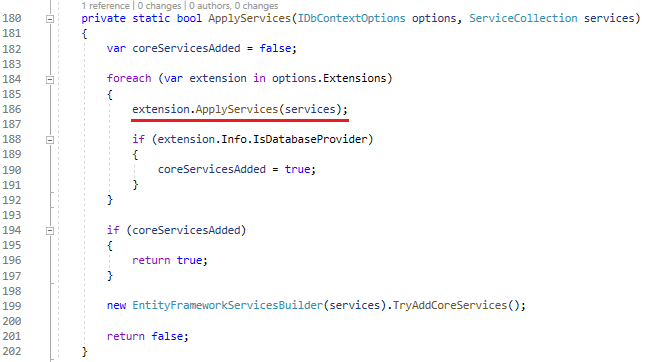 1 reference | 0 changes | 0 authors, 0 changes
180 private static bool ApplyServices(IDbContextOptions options, ServiceCollection services)
181 {
182 var coreServicesAdded = false;
183
184 foreach (var extension in options.Extensions)
185 {
186 extension.ApplyServices(services);
187
188 if (extension.Info.IsDatabaseProvider)
189 {
190 coreServicesAdded = true;
191 }
192 }
193
194 if (coreServicesAdded)
195 {
196 return true;
197 }
198
199 new EntityFrameworkServicesBuilder(services).TryAddCoreServices();
200
201 return false;
202 }